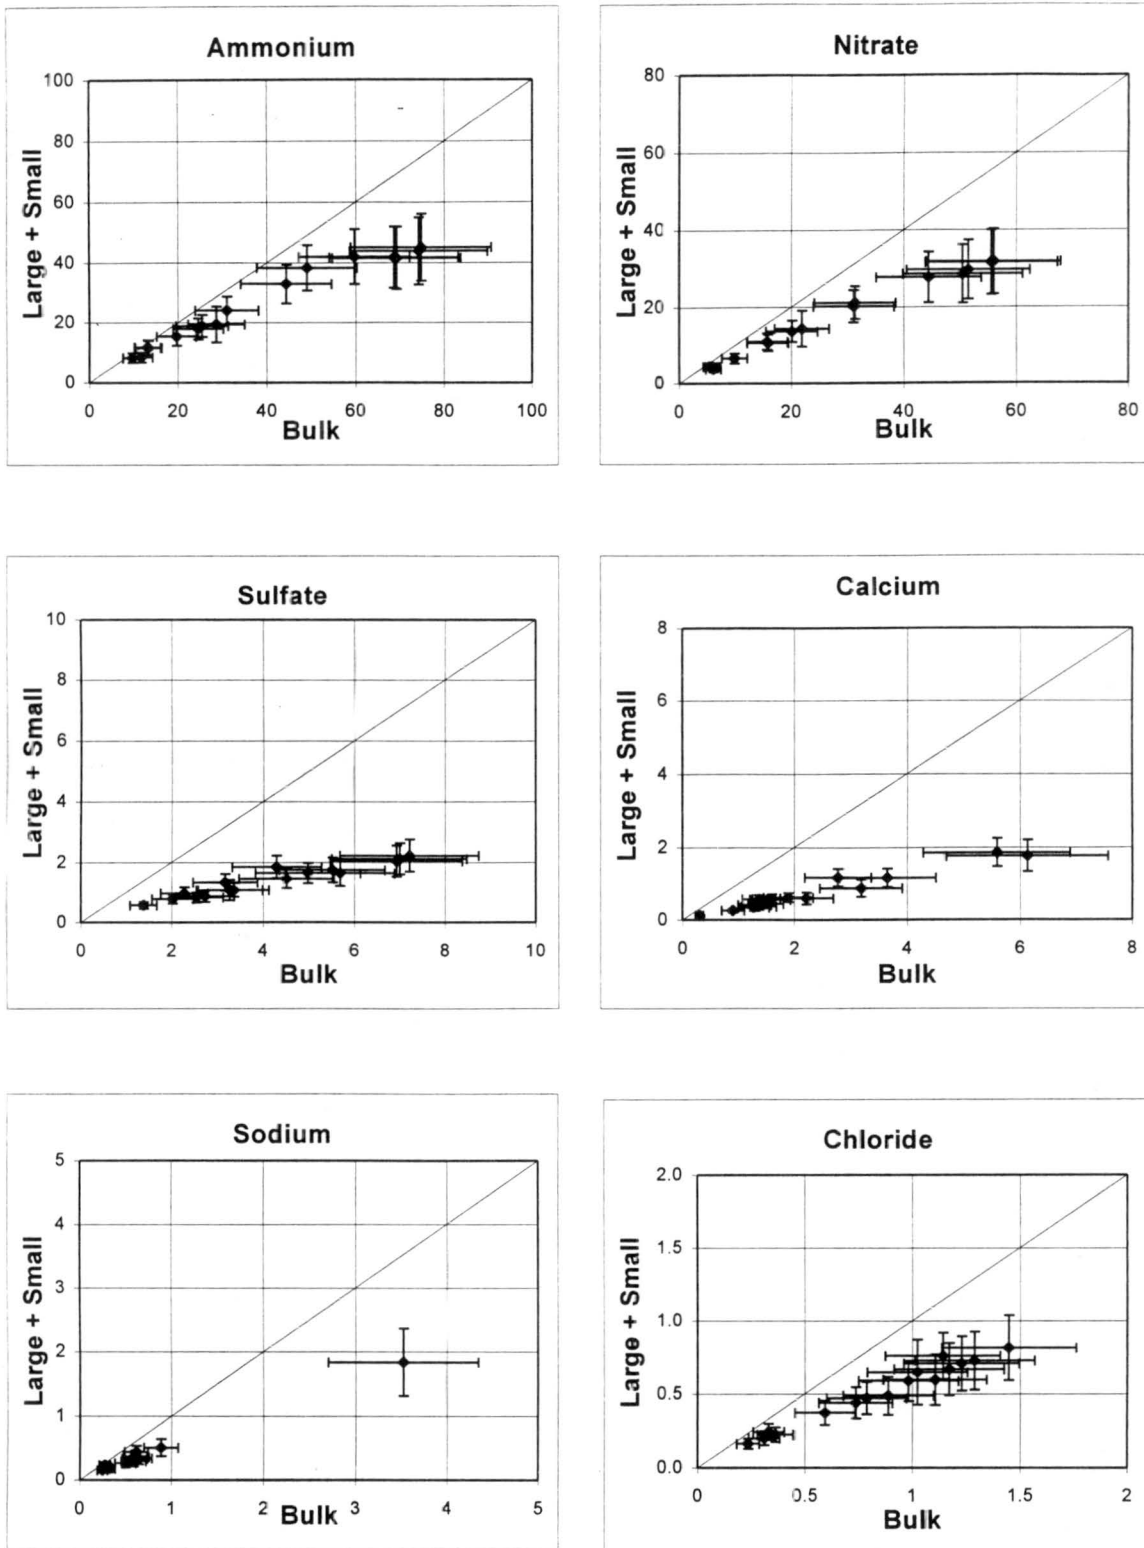 Ammonium
100
80
60
40
20
0
Large + Small
0 20 40 60 80 100
Bulk
Nitrate
80
60
40
20
0
Large + Small
0 20 40 60 80
Bulk
Sulfate
10
8
6
4
2
0
Large + Small
0 2 4 6 8 10
Bulk
Calcium
8
6
4
2
0
Large + Small
0 2 4 6 8
Bulk
Sodium
5
4
3
2
1
0
Large + Small
0 1 2 3 4 5
Bulk
Chloride
2.0
1.5
1.0
0.5
0.0
Large + Small
0 0.5 1 1.5 2
Bulk